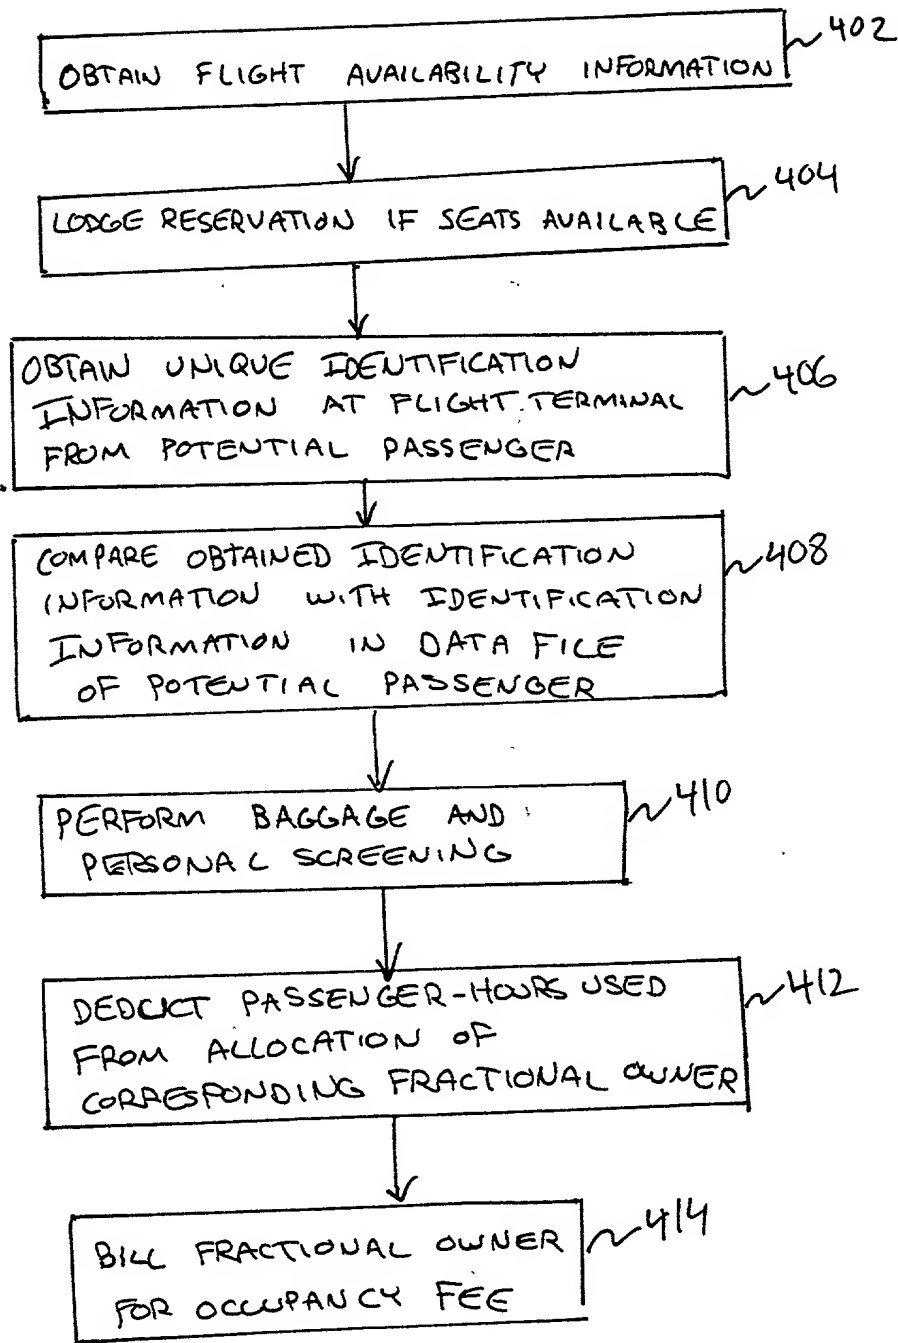 402
OBTAIN FLIGHT AVAILABILITY INFORMATION
404
LODGE RESERVATION IF SEATS AVAILABLE
OBTAIN UNIQUE IDENTIFICATION
INFORMATION AT FLIGHT TERMINAL
FROM POTENTIAL PASSENGER
406
COMPARE OBTAINED IDENTIFICATION
INFORMATION WITH IDENTIFICATION
INFORMATION IN DATA FILE
OF POTENTIAL PASSENGER
408
PERFORM BAGGAGE AND
PERSONAL SCREENING
410
DEDUCT PASSENGER-HOURS USED
FROM ALLOCATION OF
CORRESPONDING FRACTIONAL OWNER
412
BILL FRACTIONAL OWNER
FOR OCCUPANCY FEE
414